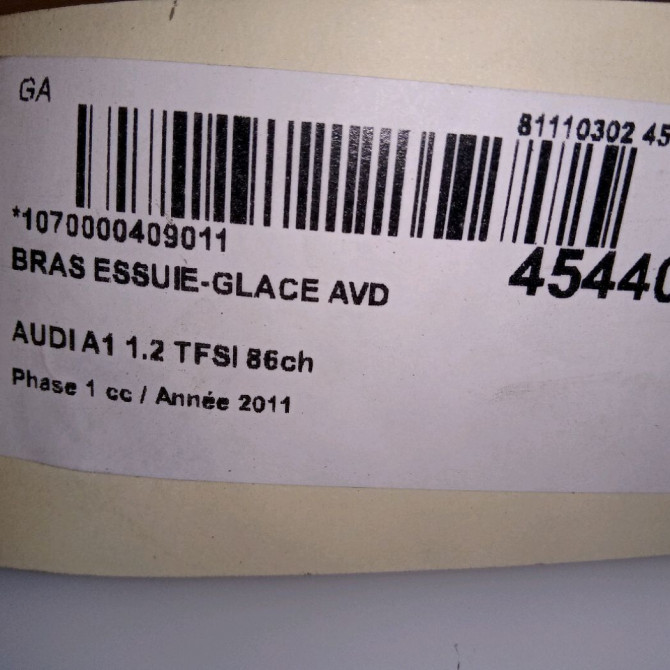 GA
81110302 45
*1070000409011
45440
BRAS ESSUIE-GLACE AVD
AUDI A1 1.2 TFSI 86ch
Phase 1 cc / Année 2011